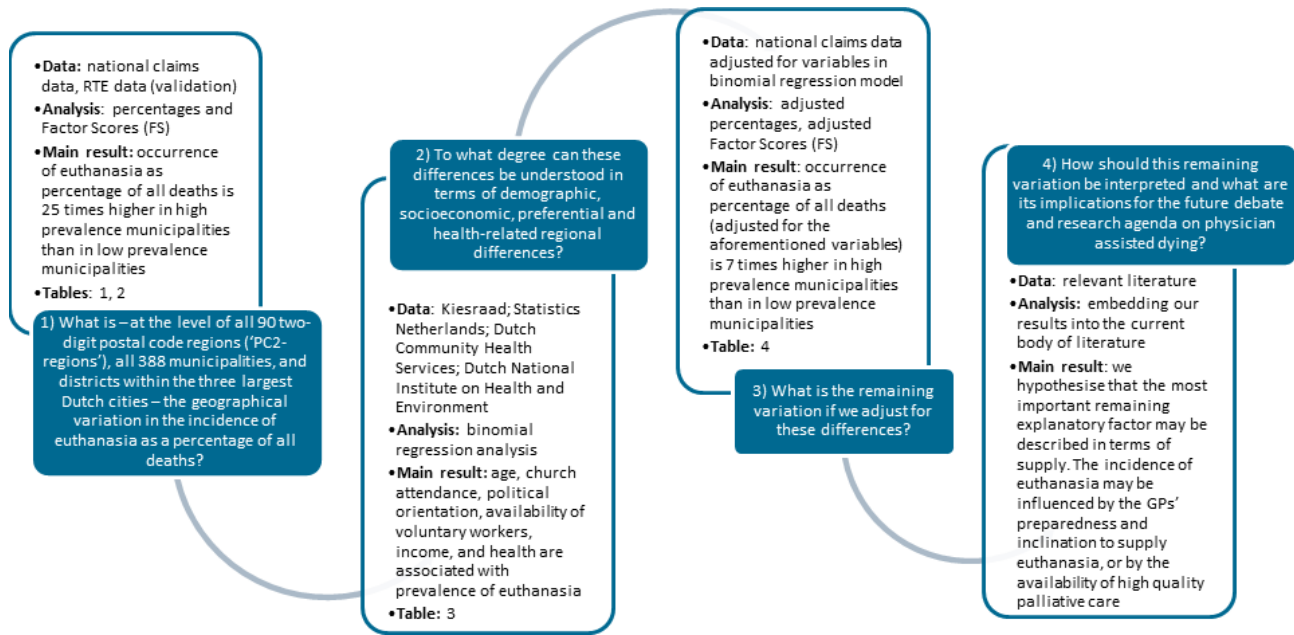 •Data: national claims
data, RTE data (validation)
•Analysis: percentages and
Factor Scores (FS)
•Main result: occurrence
of euthanasia as
percentage of all deaths is
25 times higher in high
prevalence municipalities
than in low prevalence
municipalities
•Tables: 1, 2
1) What is – at the level of all 90 two-
digit postal code regions ('PC2-
regions'), all 388 municipalities, and
districts within the three largest
Dutch cities – the geographical
variation in the incidence of
euthanasia as a percentage of all
deaths?
2) To what degree can these
differences be understood in
terms of demographic,
socioeconomic, preferential and
health-related regional
differences?
•Data: Kiesraad; Statistics
Netherlands; Dutch
Community Health
Services; Dutch National
Institute on Health and
Environment
•Analysis: binomial
regression analysis
•Main result: age, church
attendance, political
orientation, availability of
voluntary workers,
income, and health are
associated with
prevalence of euthanasia
•Table: 3
•Data: national claims data
adjusted for variables in
binomial regression model
•Analysis: adjusted
percentages, adjusted
Factor Scores (FS)
•Main result: occurrence of
euthanasia as
percentage of all deaths
(adjusted for the
aforementioned variables)
is 7 times higher in high
prevalence municipalities
than in low prevalence
municipalities
•Table: 4
3) What is the remaining
variation if we adjust for
these differences?
4) How should this remaining
variation be interpreted and what are
its implications for the future debate
and research agenda on physician
assisted dying?
•Data: relevant literature
•Analysis: embedding our
results into the current
body of literature
•Main result: we
hypothesise that the most
important remaining
explanatory factor may be
described in terms of
supply. The incidence of
euthanasia may be
influenced by the GPs'
preparedness and
inclination to supply
euthanasia, or by the
availability of high quality
palliative care